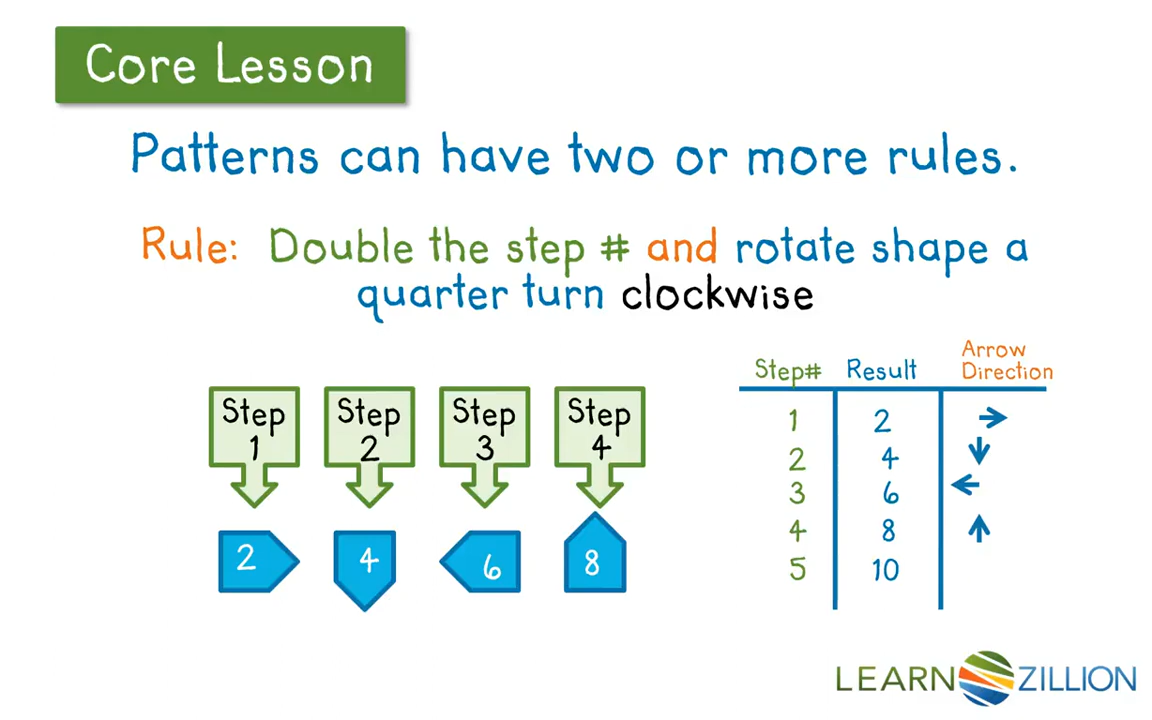 Core Lesson
Patterns can have two or more rules.
Rule: Double the step # and rotate shape a
quarter turn clockwise
Step
1
Step
2
Step
3
Step
4
2
4
6
8
Step# Result Arrow
Direction
1 2
2 4
3 6
4 8
5 10
LEARN ZILLION